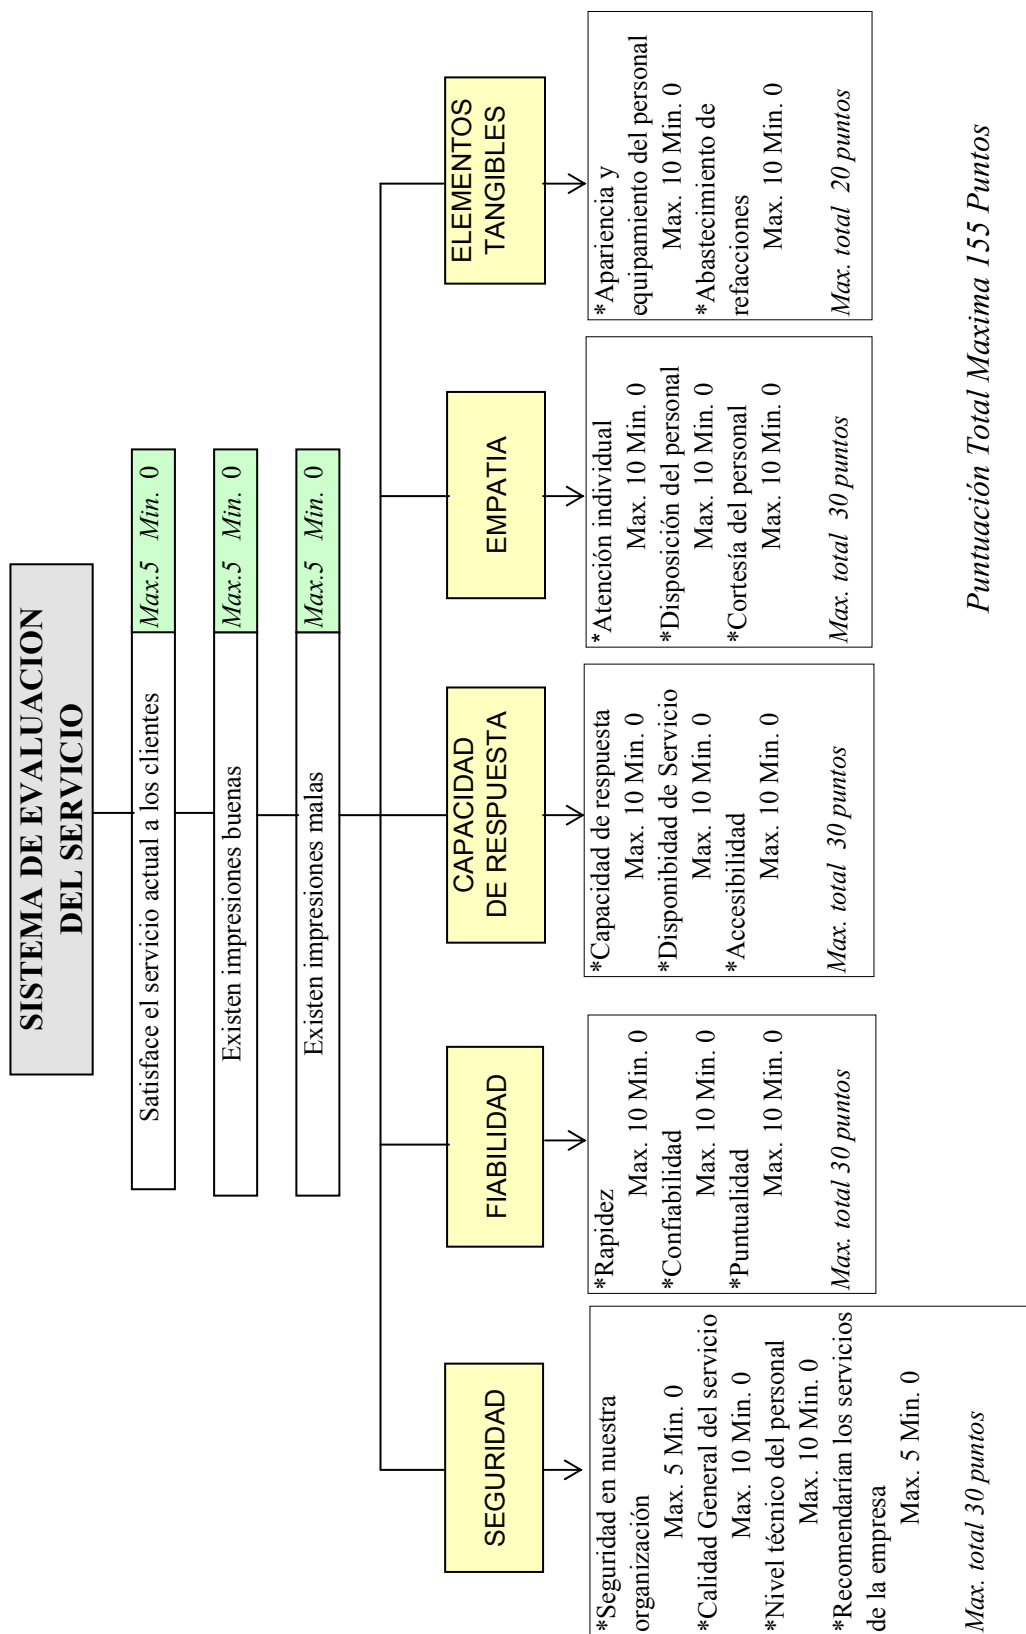 SISTEMA DE EVALUACION
DEL SERVICIO
Satisface el servicio actual a los clientes Max.5 Min. 0
Existen impresiones buenas Max.5 Min. 0
Existen impresiones malas Max.5 Min. 0
SEGURIDAD
*Seguridad en nuestra
organización
Max. 5 Min. 0
*Calidad General del servicio
Max. 10 Min. 0
*Nivel técnico del personal
Max. 10 Min. 0
*Recomendarían los servicios
de la empresa
Max. 5 Min. 0
Max. total 30 puntos
FIABILIDAD
*Rapidez
Max. 10 Min. 0
*Confiabilidad
Max. 10 Min. 0
*Puntualidad
Max. 10 Min. 0
Max. total 30 puntos
CAPACIDAD
DE RESPUESTA
*Capacidad de respuesta
Max. 10 Min. 0
*Disponibidad de Servicio
Max. 10 Min. 0
*Accesibilidad
Max. 10 Min. 0
Max. total 30 puntos
EMPATIA
*Atención individual
Max. 10 Min. 0
*Disposición del personal
Max. 10 Min. 0
*Cortesía del personal
Max. 10 Min. 0
Max. total 30 puntos
ELEMENTOS
TANGIBLES
*Apariencia y
equipamiento del personal
Max. 10 Min. 0
*Abastecimiento de
refacciones
Max. 10 Min. 0
Max. total 20 puntos
Puntuación Total Maxima 155 Puntos